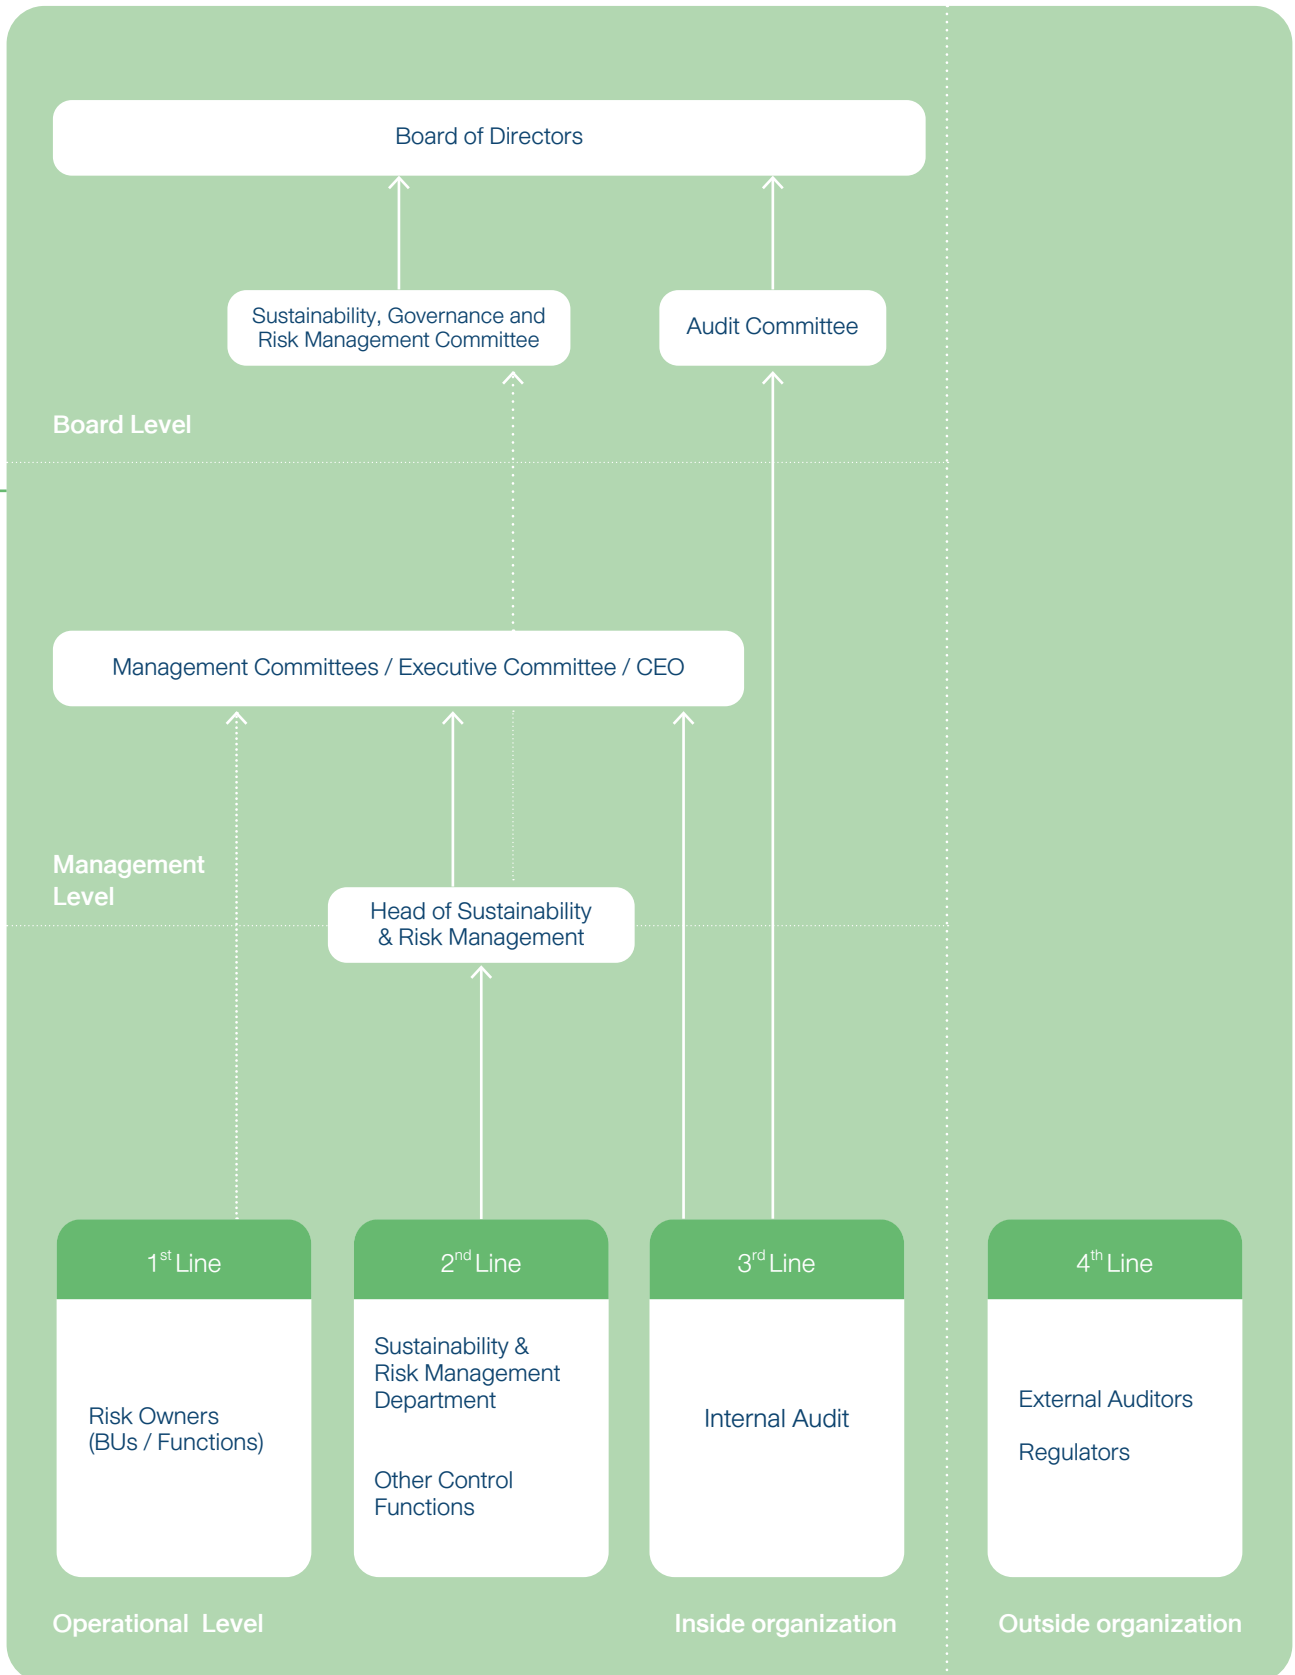 Board of Directors
Sustainability, Governance and
Risk Management Committee
Audit Committee
Board Level
Management Committees / Executive Committee / CEO
Management
Level
Head of Sustainability
& Risk Management
1st Line
2nd Line
3rd Line
4th Line
Risk Owners
(BUs / Functions)
Sustainability &
Risk Management
Department
Other Control
Functions
Internal Audit
External Auditors
Regulators
Operational Level
Inside organization
Outside organization